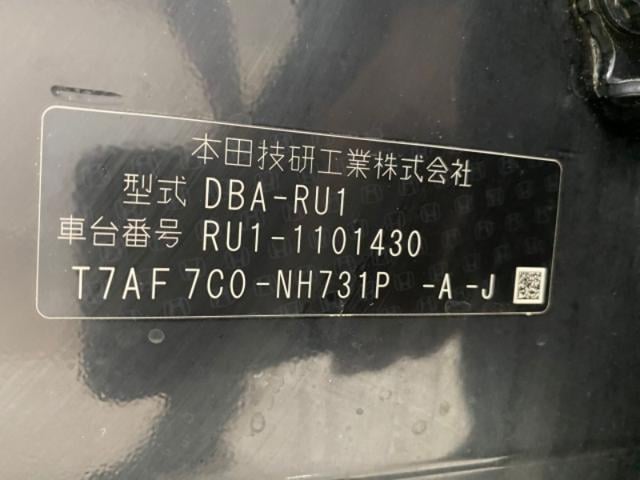 本田技研工業株式会社
型式 DBA-RU1
車台番号 RU1-1101430
T7AF 7C0-NH731P -A -J